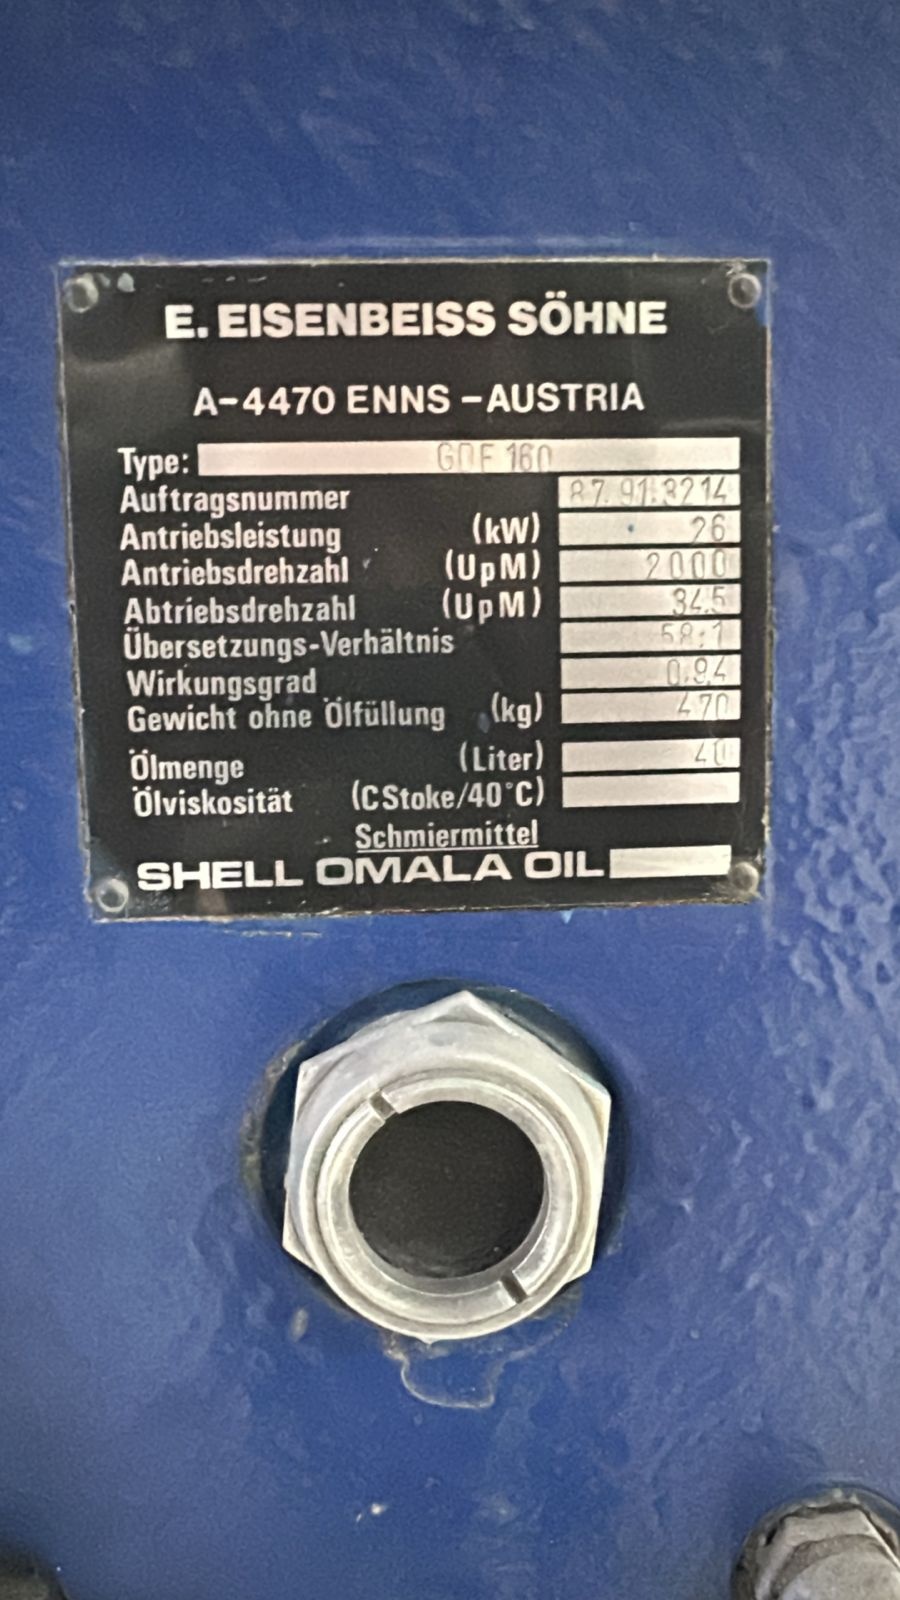 E. EISENBEISS SÖHNE
A-4470 ENNS -AUSTRIA
Type: GDF 160
Auftragsnummer 87.91.3214
Antriebsleistung (kW) 26
Antriebsdrehzahl (UpM) 2000
Abtriebsdrehzahl (UpM) 34.5
Übersetzungs-Verhältnis 58:1
Wirkungsgrad 0.94
Gewicht ohne Ölfüllung (kg) 470
Ölmenge (Liter) 40
Ölviskosität (CStoke/40°C)
Schmiermittel
SHELL OMALA OIL